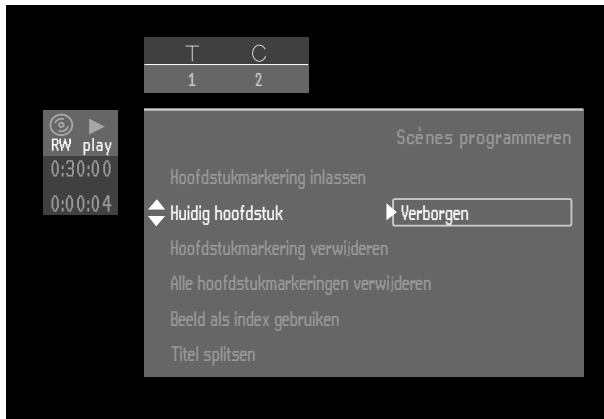 T C
1 2
RW play
0:30:00
0:00:04
Scènes programmeren
Hoofdstukmarkering inlassen
Huidig hoofdstuk Verborgen
Hoofdstukmarkering verwijderen
Alle hoofdstukmarkeringen verwijderen
Beeld als index gebruiken
Titel splitsen